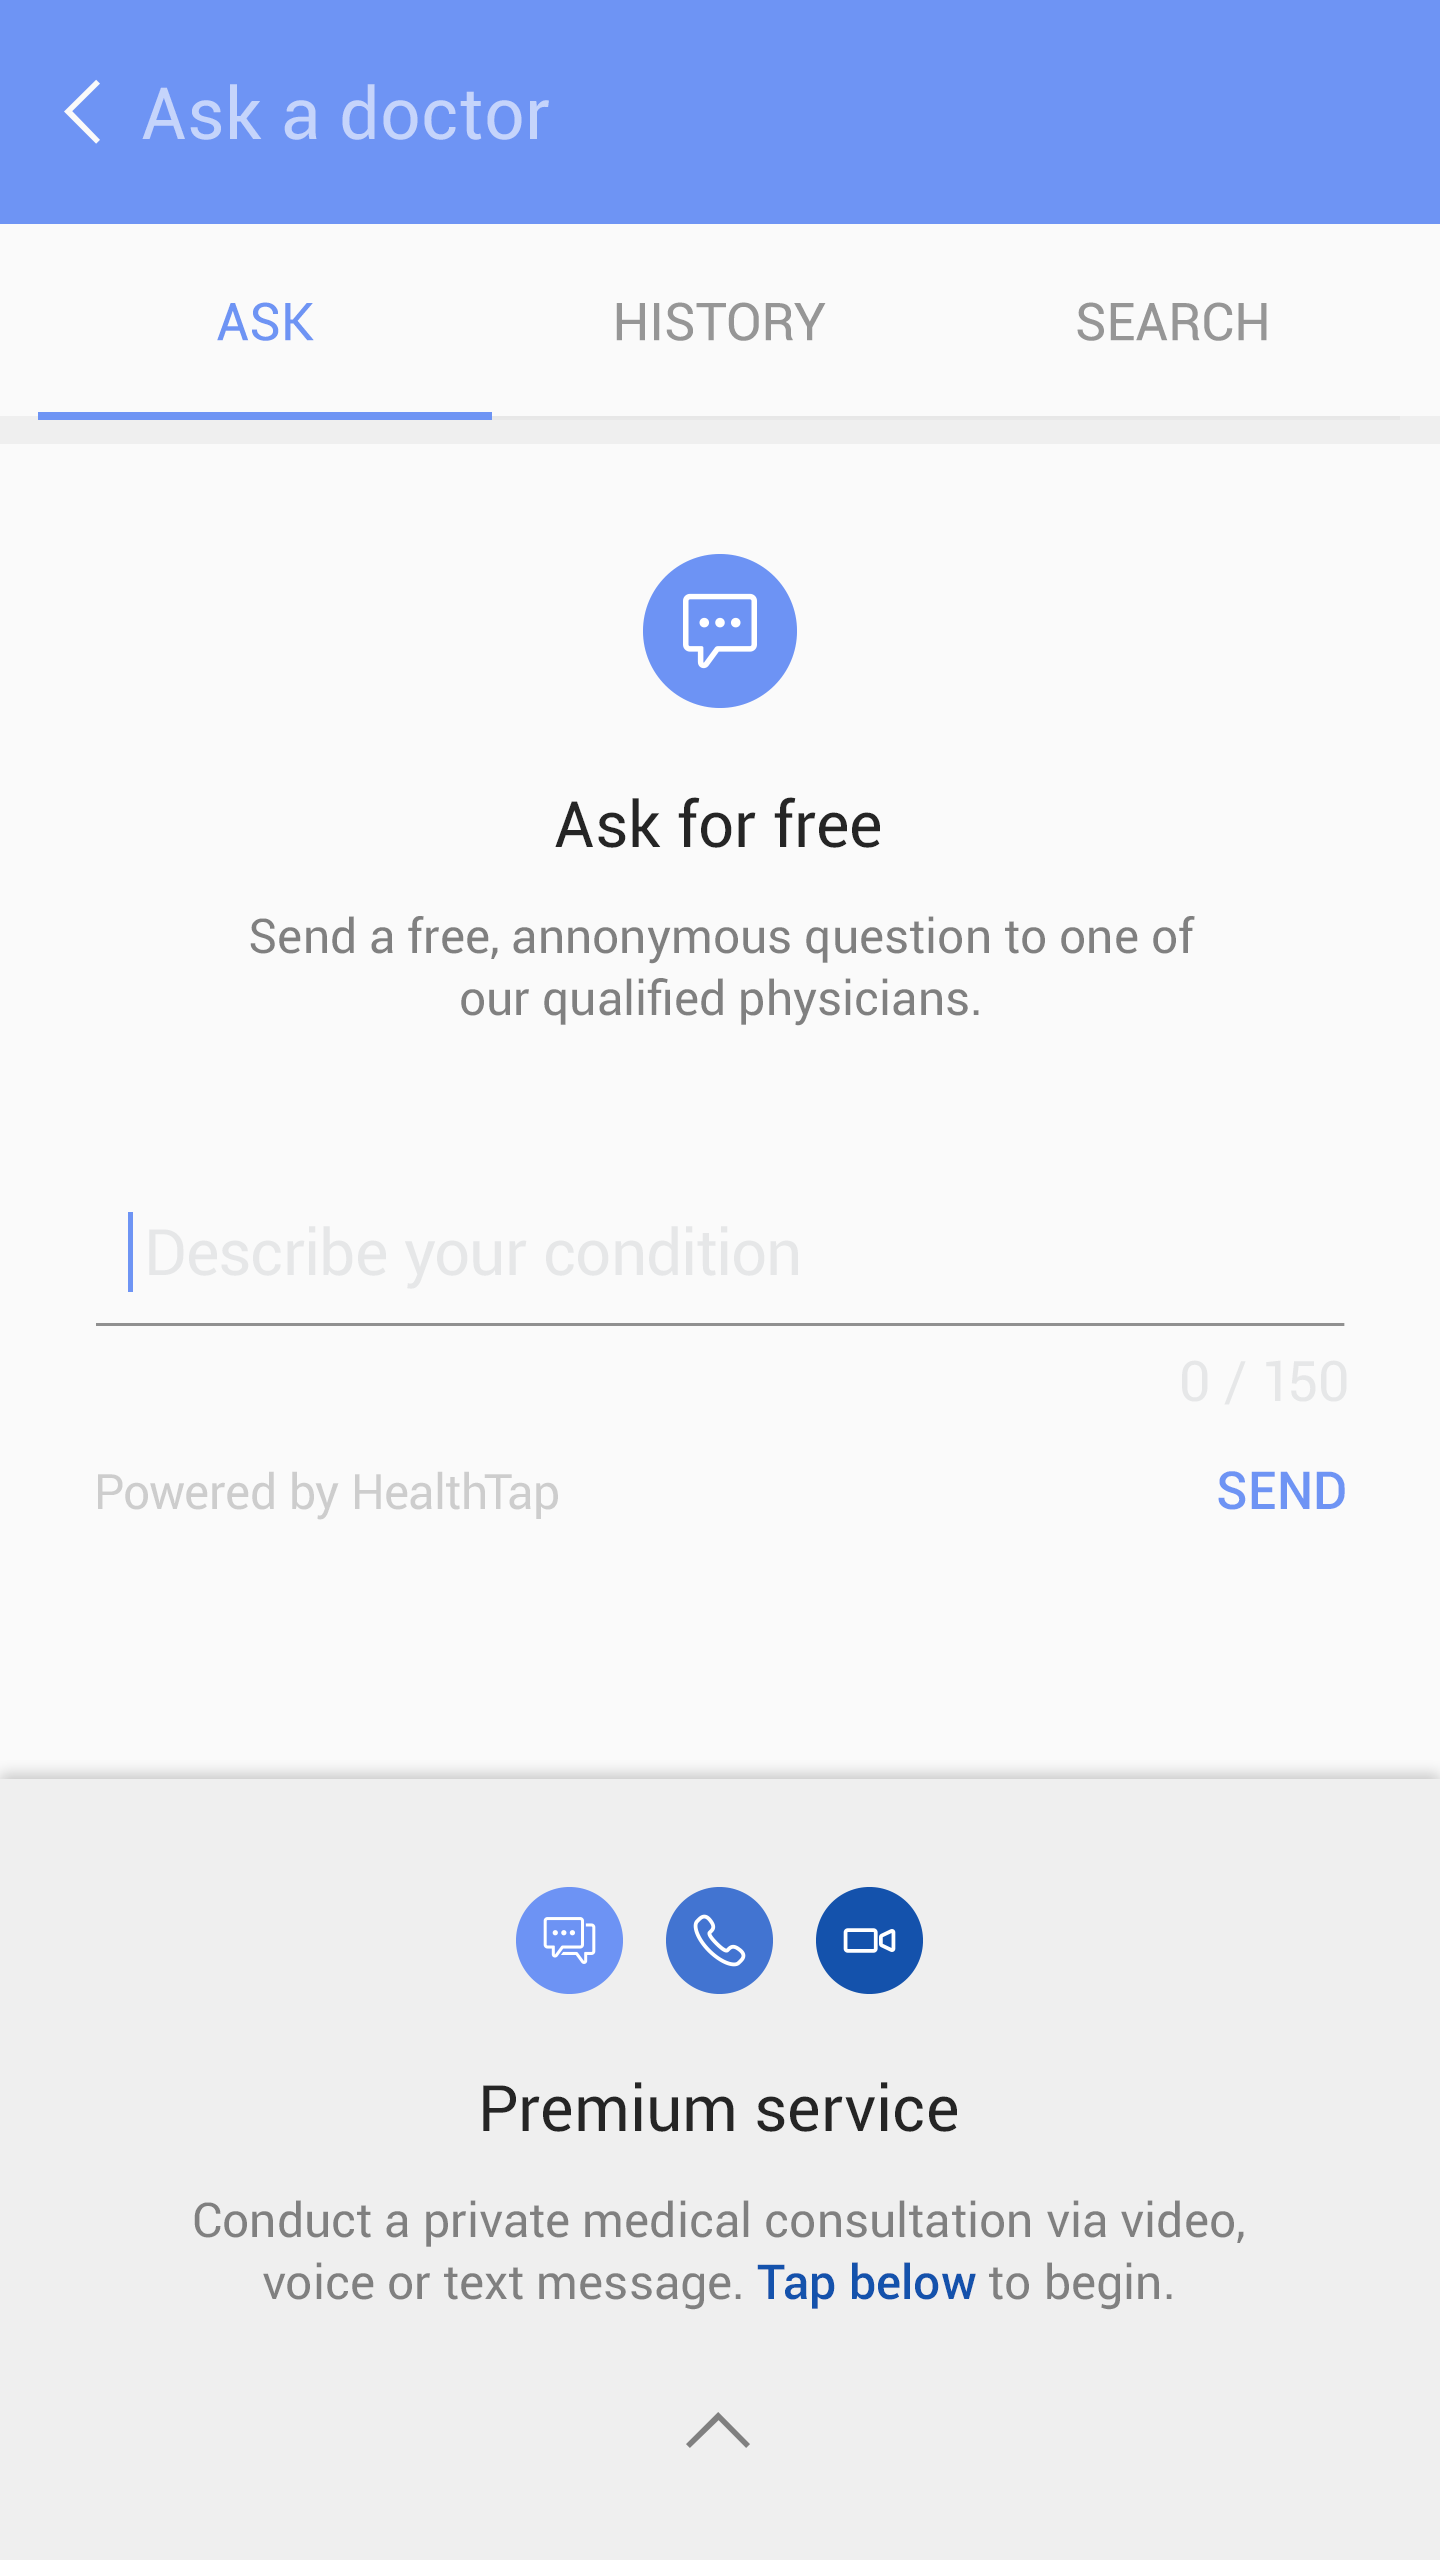 Ask a doctor
ASK
HISTORY
SEARCH
Ask for free
Send a free, annonymous question to one of
our qualified physicians.
Describe your condition
0 / 150
Powered by HealthTap
SEND
Premium service
Conduct a private medical consultation via video,
voice or text message. Tap below to begin.